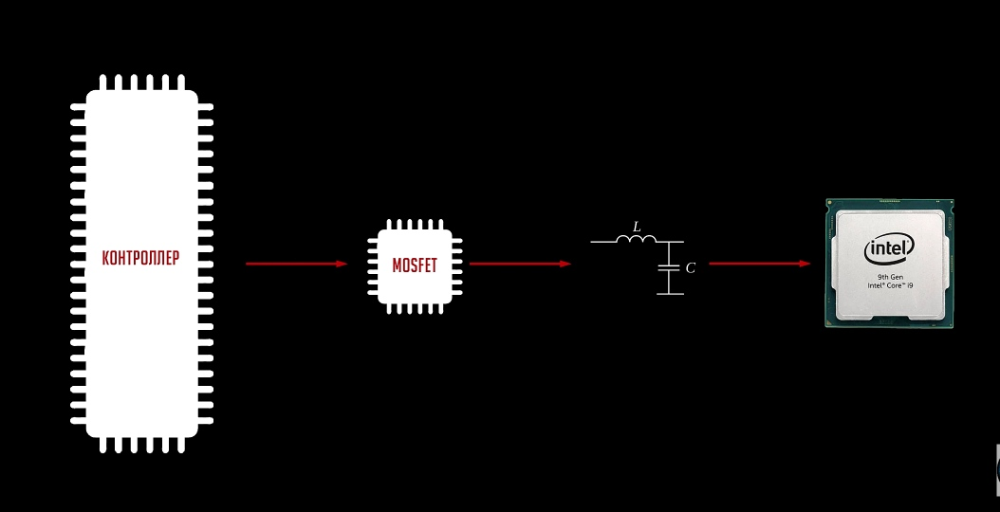 КОНТРОЛЛЕР
MOSFET
L
C
intel
9th Gen
Intel® Core™ i9